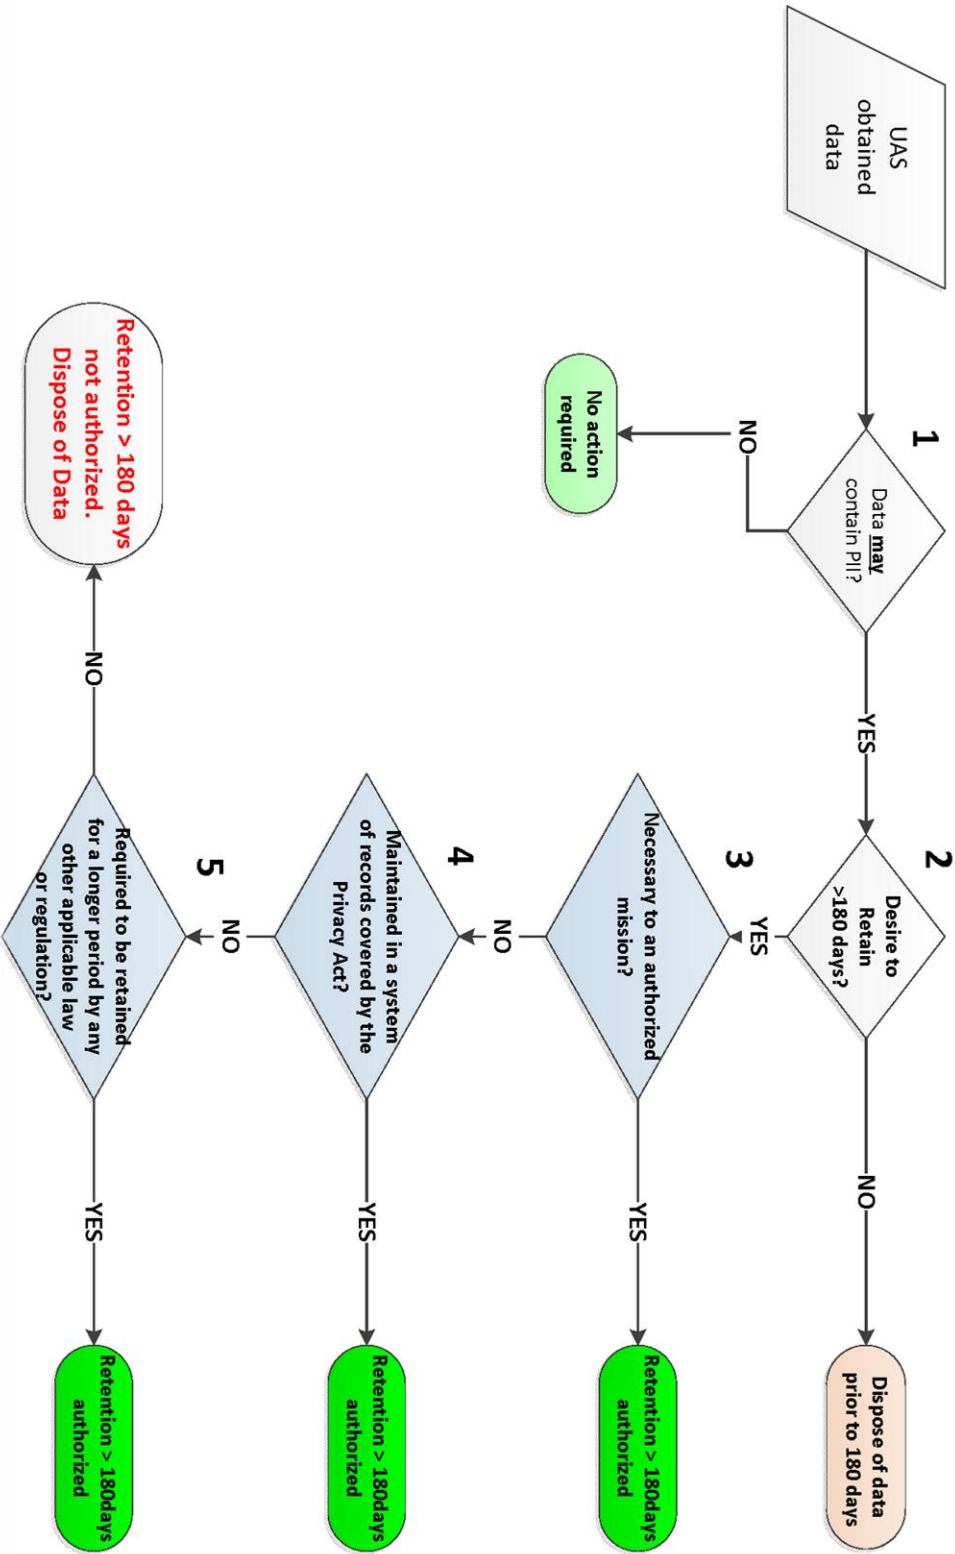 UAS
obtained
data
1
Data may
contain PII?
NO
No action
required
YES
2
Desire to
Retain
>180 days?
NO
Dispose of data
prior to 180 days
YES
3
Necessary to an authorized
mission?
YES
Retention > 180days
authorized
NO
4
Maintained in a system
of records covered by the
Privacy Act?
YES
Retention > 180days
authorized
NO
5
Required to be retained
for a longer period by any
other applicable law
or regulation?
YES
Retention > 180days
authorized
NO
Retention > 180 days
not authorized.
Dispose of Data